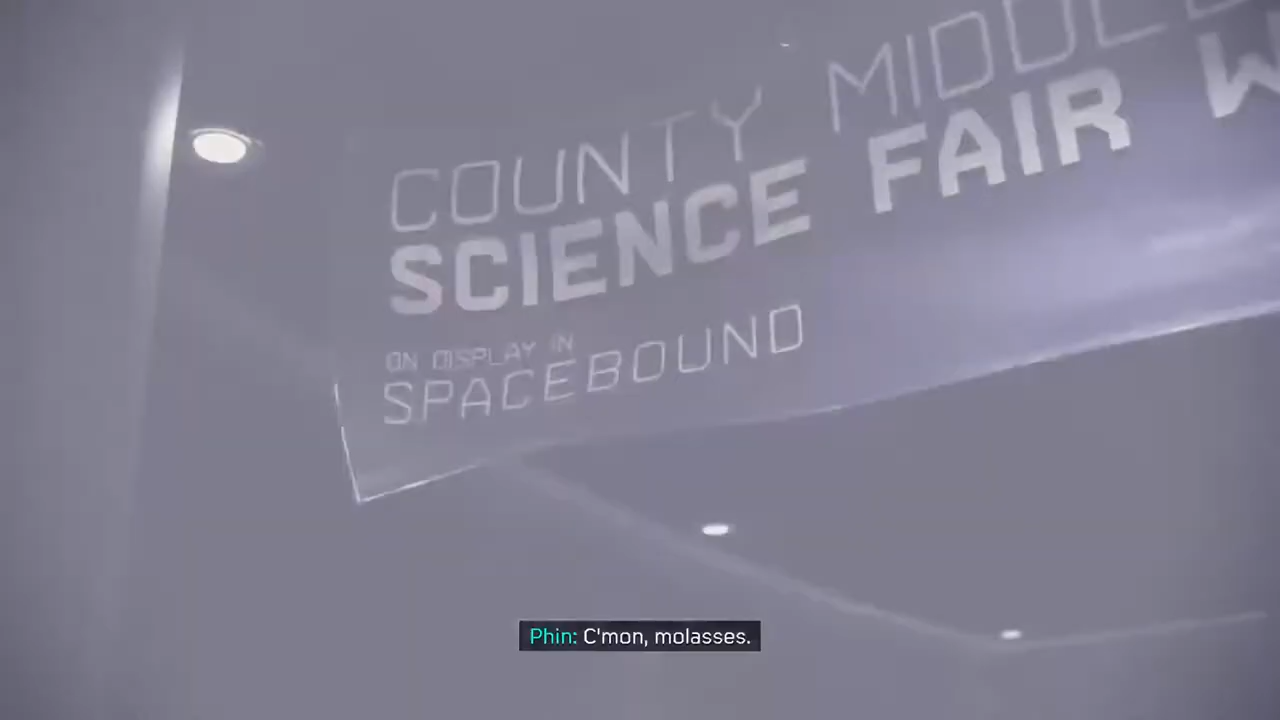 COUNTY
SCIENCE FAIR
ON DISPLAY IN
SPACEBOUND
Phin: C'mon, molasses.